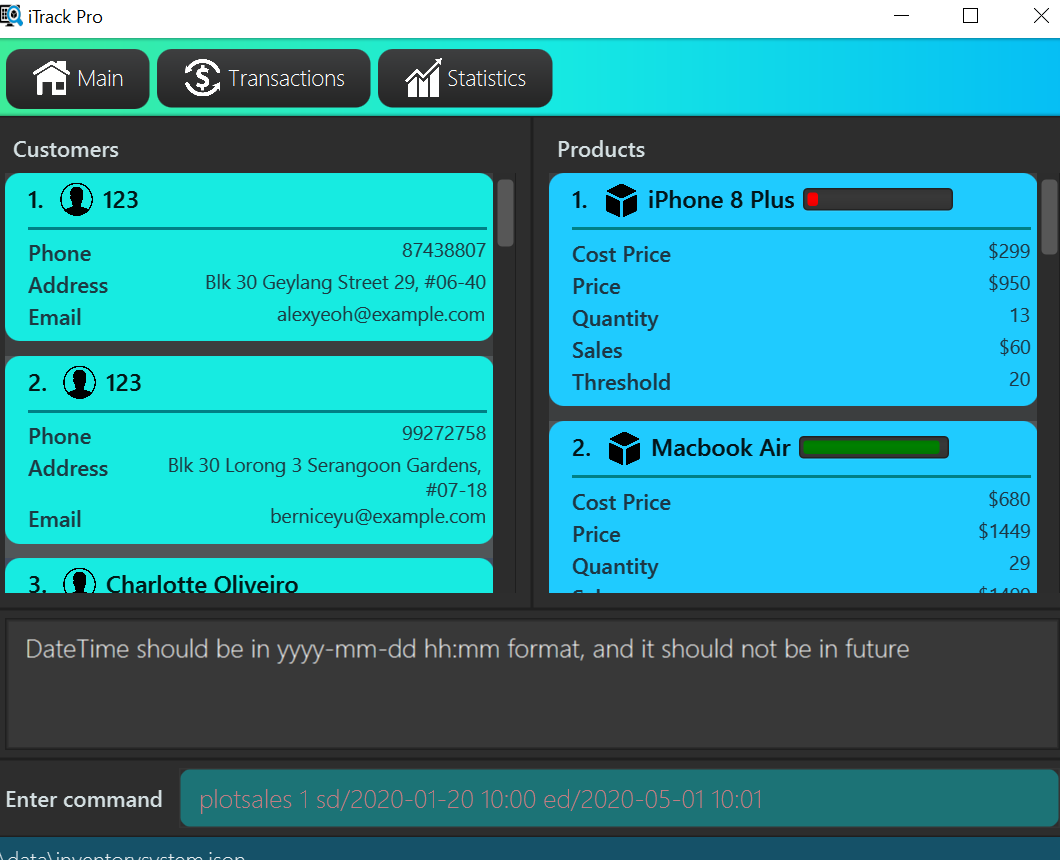 iTrack Pro
Main Transactions Statistics
Customers
1. 123
Phone 87438807
Address Blk 30 Geylang Street 29, #06-40
Email alexyeoh@example.com
2. 123
Phone 99272758
Address Blk 30 Lorong 3 Serangoon Gardens,
#07-18
Email berniceyu@example.com
3. Charlotte Oliveiro
Products
1. iPhone 8 Plus
Cost Price $299
Price $950
Quantity 13
Sales $60
Threshold 20
2. Macbook Air
Cost Price $680
Price $1449
Quantity 29
DateTime should be in yyyy-mm-dd hh:mm format, and it should not be in future
Enter command plotsales 1 sd/2020-01-20 10:00 ed/2020-05-01 10:01
\data\inventorysystem.json